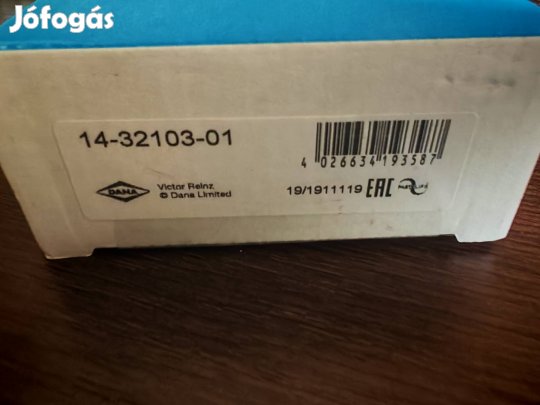 Jófogás
14-32103-01
4 026634 193587
DANA
Victor Reinz
© Dana Limited
19/1911119 EAC